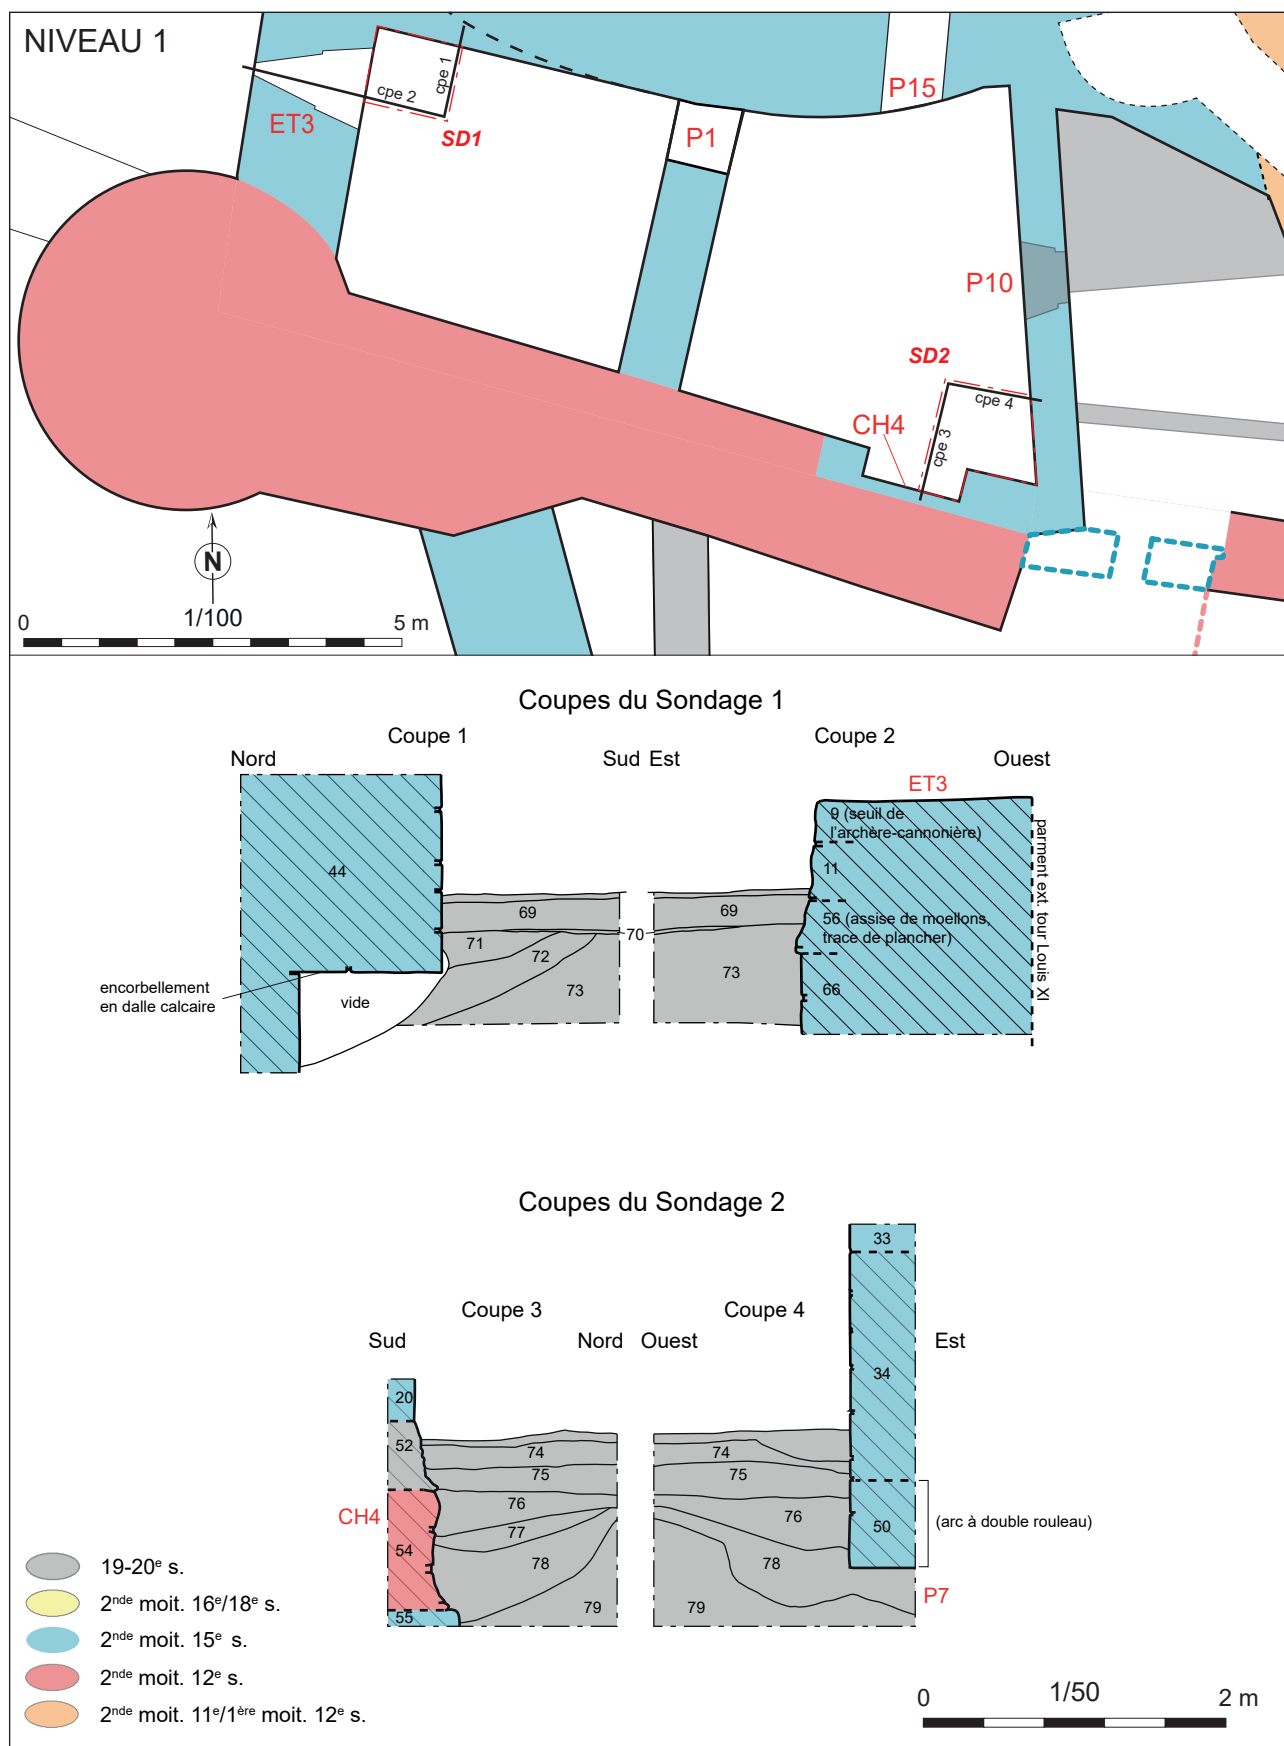 NIVEAU 1
cpe 1
cpe 2
ET3
SD1
P1
P15
P10
SD2
cpe 4
CH4
cpe 3
N
1/100
0 5 m
Coupes du Sondage 1
Coupe 1 Coupe 2
Nord Sud Est Ouest
ET3
9 (seuil de
l'archère-cannonière)
parment ext. tour Louis XI
44
11
69 69
56 (assise de moellons,
trace de plancher)
70
71
72
73 73
66
encorbellement
en dalle calcaire
vide
Coupes du Sondage 2
33
Coupe 3 Coupe 4
Sud Nord Ouest Est
34
20
52
74 74
75 75
76 76
CH4
77
50
(arc à double rouleau)
54
78 78
P7
79 79
55
19-20e s.
2nde moit. 16e/18e s.
2nde moit. 15e s.
2nde moit. 12e s.
2nde moit. 11e/1ère moit. 12e s.
0 1/50 2 m